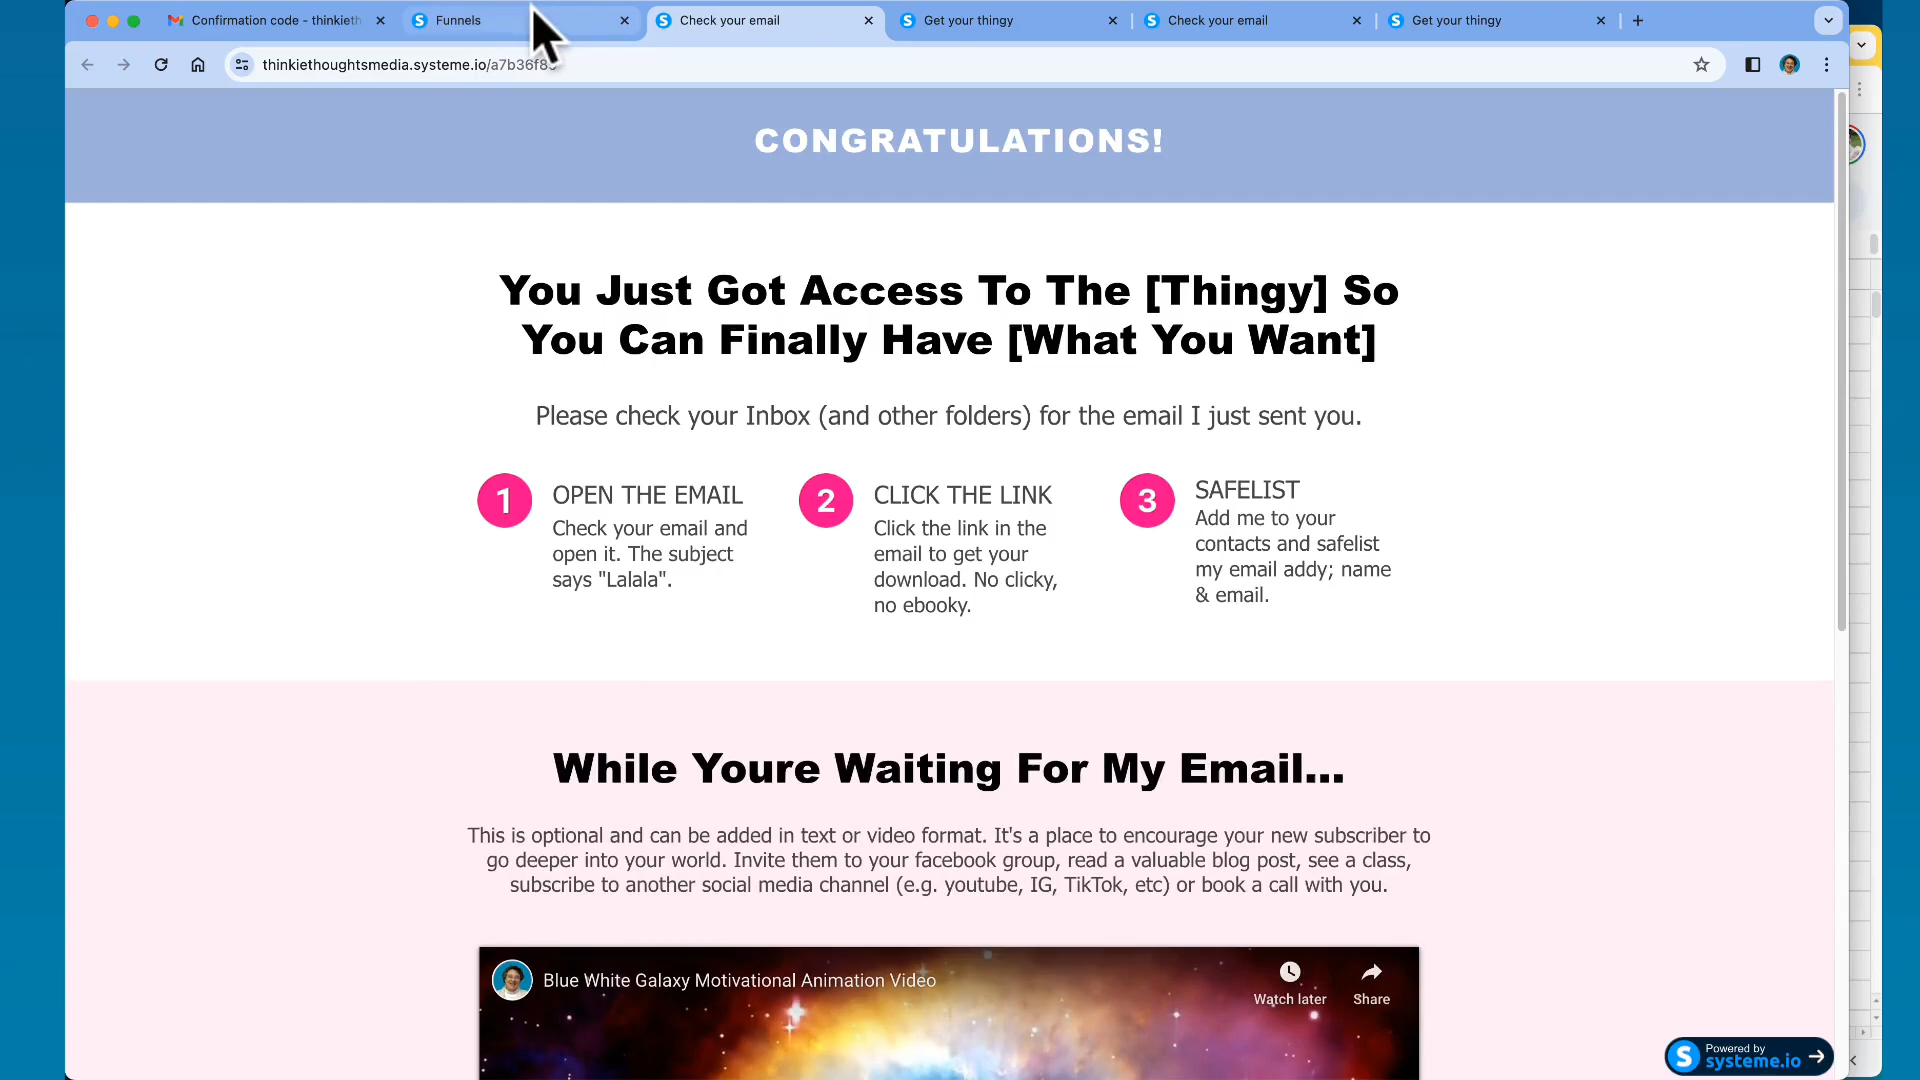 Confirmation code - thinkieth
Funnels
Check your email
Get your thingy
Check your email
Get your thingy
thinkiethoughtsmedia.systeme.io/a7b36f8
CONGRATULATIONS!
You Just Got Access To The [Thingy] So
You Can Finally Have [What You Want]
Please check your Inbox (and other folders) for the email I just sent you.
1
OPEN THE EMAIL
Check your email and
open it. The subject
says "Lalala".
2
CLICK THE LINK
Click the link in the
email to get your
download. No clicky,
no ebooky.
3
SAFELIST
Add me to your
contacts and safelist
my email addy; name
& email.
While Youre Waiting For My Email...
This is optional and can be added in text or video format. It's a place to encourage your new subscriber to
go deeper into your world. Invite them to your facebook group, read a valuable blog post, see a class,
subscribe to another social media channel (e.g. youtube, IG, TikTok, etc) or book a call with you.
Blue White Galaxy Motivational Animation Video
Watch later
Share
Powered by
systeme.io